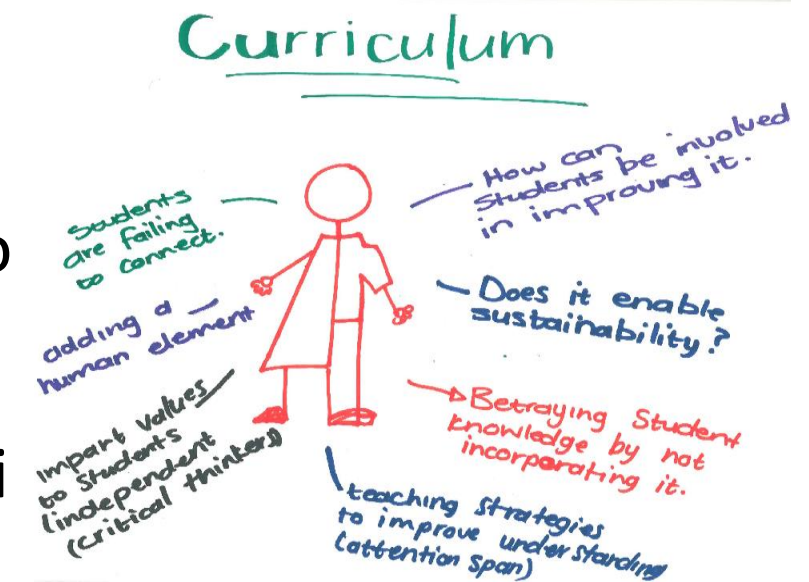 Curriculum
Students
are failing
to connect.
How can
Students be involved
in improving it.
adding a
human element
Does it enable
sustainability?
Impart values
to Students
(independent
(critical thinkers)
Betraying Student
knowledge by not
incorporating it.
teaching strategies
to improve understanding
(attention span)
o
i